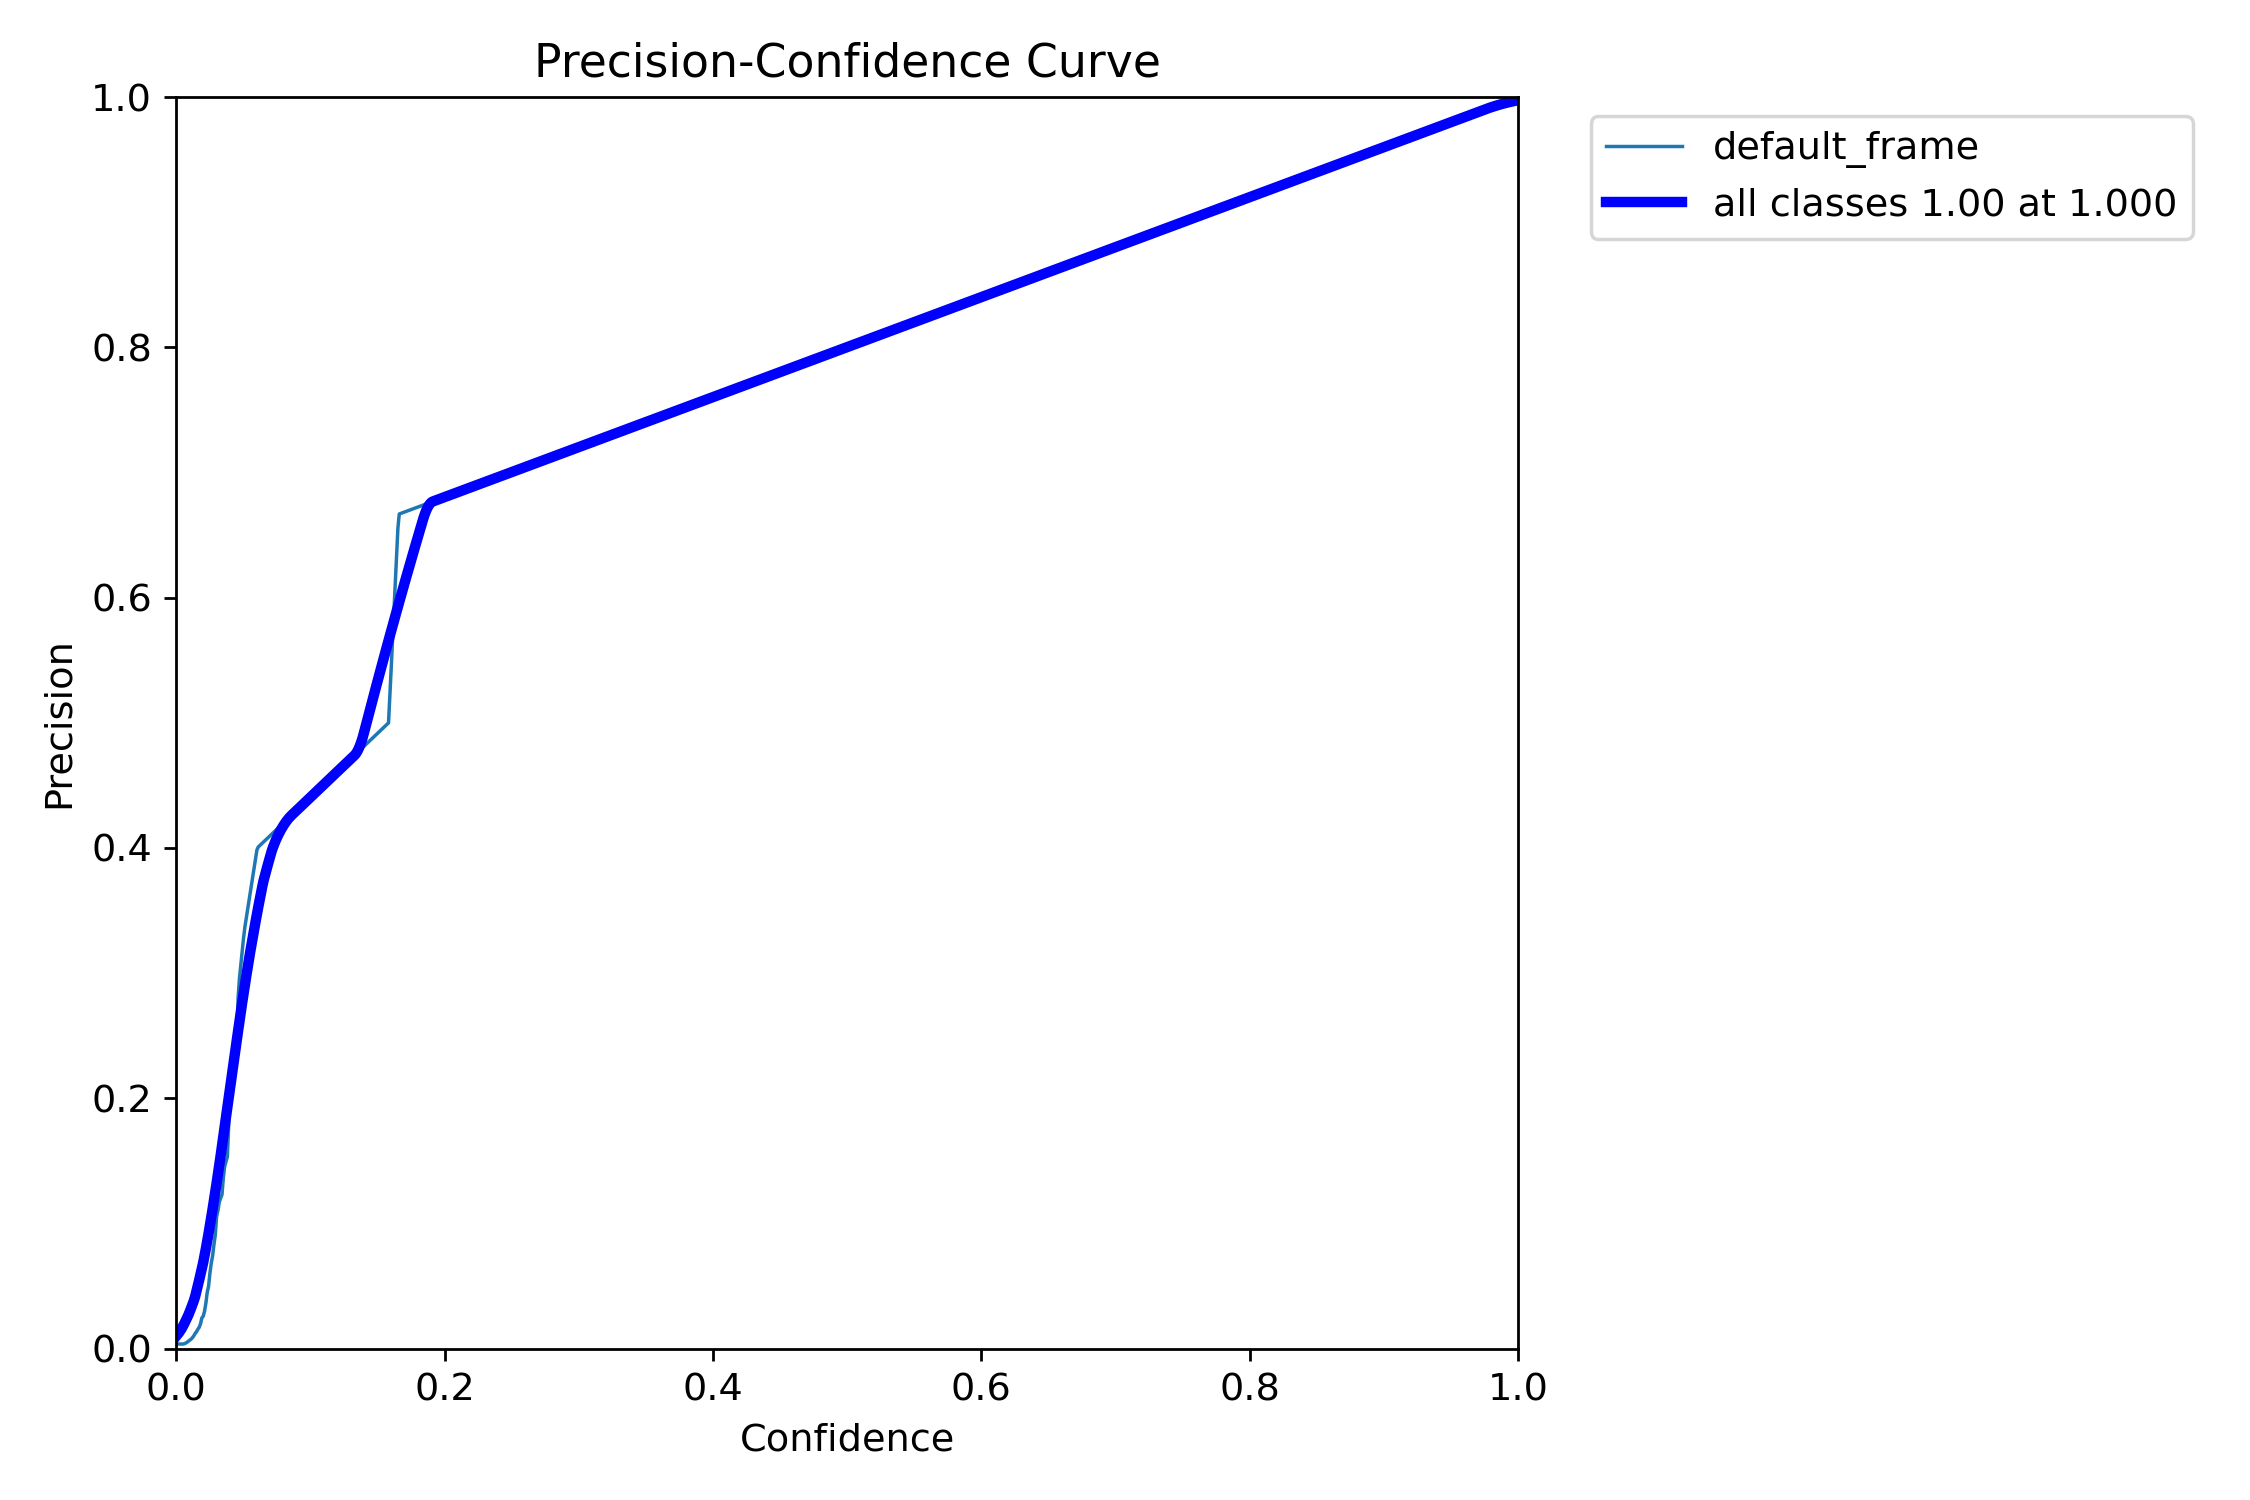 Precision-Confidence Curve
1.0
0.8
0.6
0.4
0.2
0.0
Precision
0.0 0.2 0.4 0.6 0.8 1.0
Confidence
default_frame
all classes 1.00 at 1.000